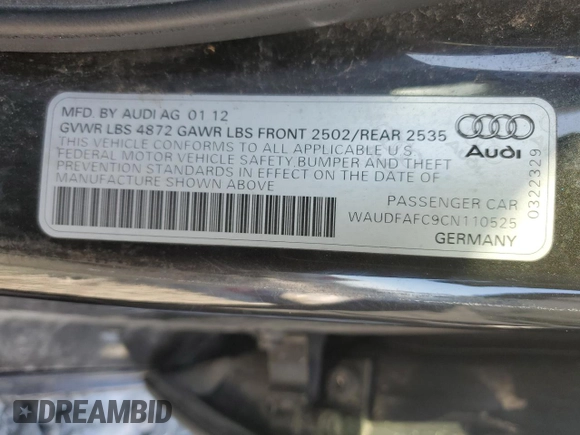 MFD. BY AUDI AG 01 12
GVWR LBS 4872 GAWR LBS FRONT 2502/REAR 2535
THIS VEHICLE CONFORMS TO ALL APPLICABLE U.S.
FEDERAL MOTOR VEHICLE SAFETY,BUMPER AND THEFT
PREVENTION STANDARDS IN EFFECT ON THE DATE OF
MANUFACTURE SHOWN ABOVE.
Audi
0322329
PASSENGER CAR
WAUDFAFC9CN110525
GERMANY
DREAMBID